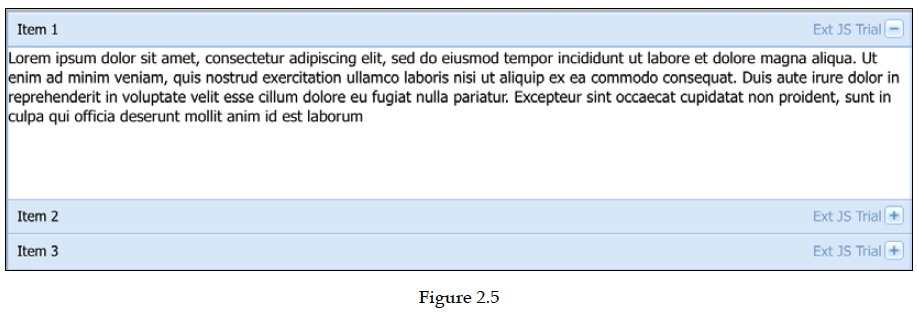 Item 1 Ext JS Trial
Lorem ipsum dolor sit amet, consectetur adipiscing elit, sed do eiusmod tempor incididunt ut labore et dolore magna aliqua. Ut
enim ad minim veniam, quis nostrud exercitation ullamco laboris nisi ut aliquip ex ea commodo consequat. Duis aute irure dolor in
reprehenderit in voluptate velit esse cillum dolore eu fugiat nulla pariatur. Excepteur sint occaecat cupidatat non proident, sunt in
culpa qui officia deserunt mollit anim id est laborum
Item 2 Ext JS Trial
Item 3 Ext JS Trial
Figure 2.5